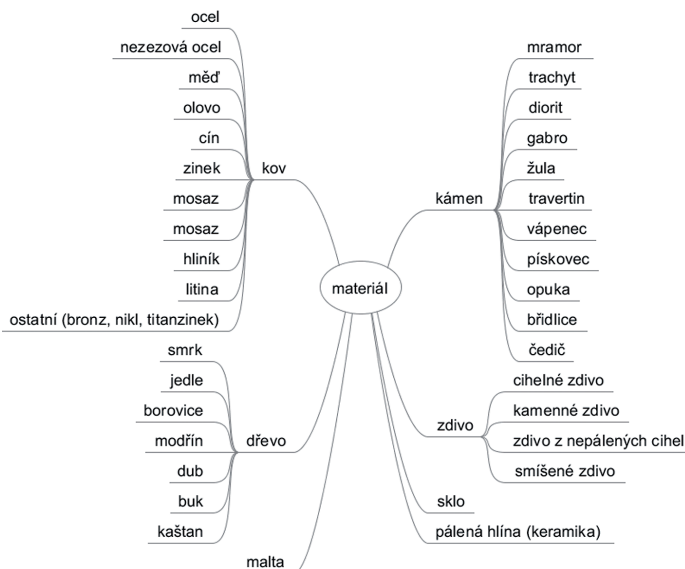 ocel
nezezová ocel
měď
olovo
cín
zinek
mosaz
mosaz
hliník
litina
ostatní (bronz, nikl, titanzinek)
kov
smrk
jedle
borovice
modřín
dub
buk
kaštan
dřevo
malta
materiál
kámen
mramor
trachyt
diorit
gabro
žula
travertin
vápenec
pískovec
opuka
břidlice
čedič
zdivo
cihelné zdivo
kamenné zdivo
zdivo z nepálených cihel
smíšené zdivo
sklo
pálená hlína (keramika)